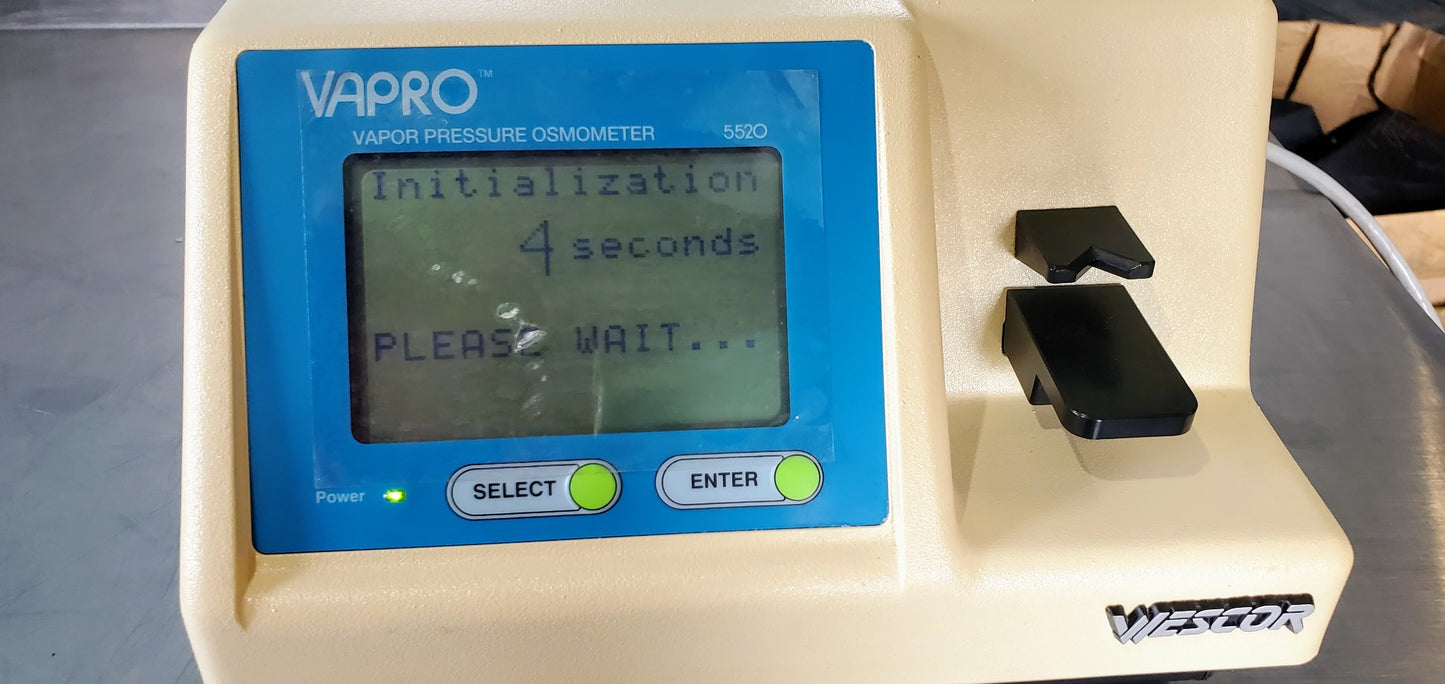 VAPRO™
VAPOR PRESSURE OSMOMETER 5520
Initialization
4 seconds
PLEASE WAIT...
Power SELECT ENTER
WESCOR